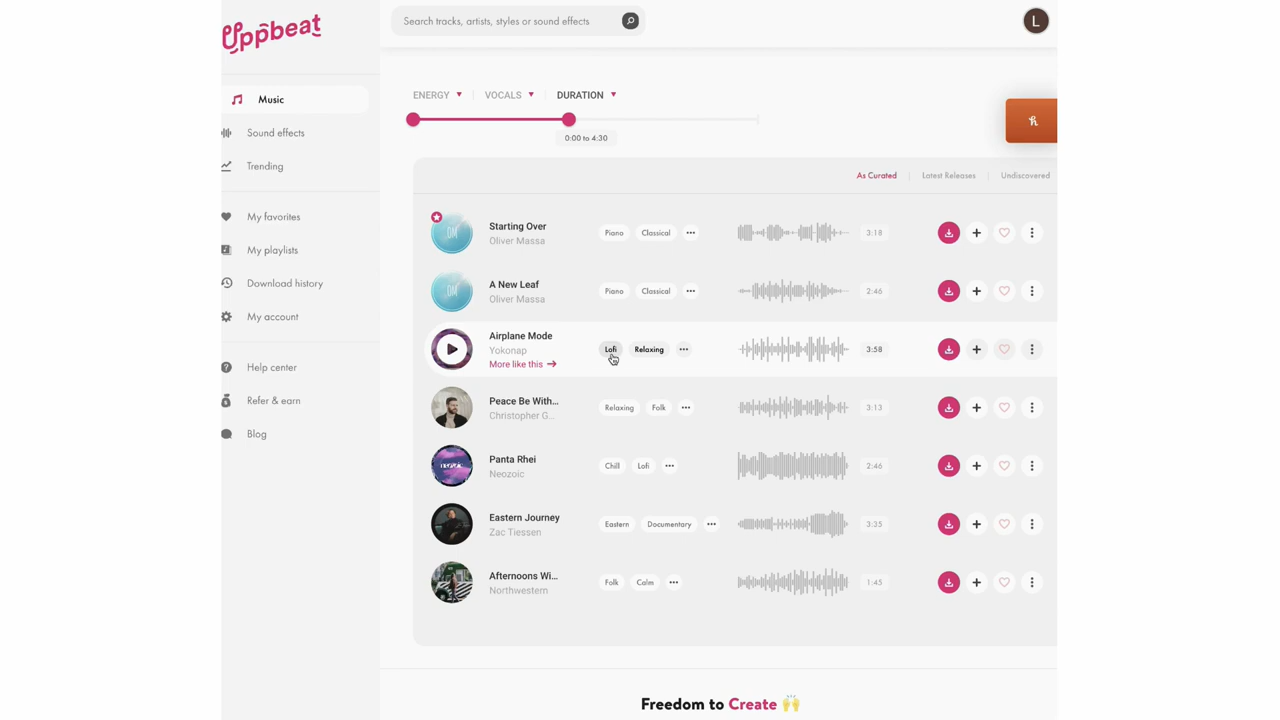 Uppbeat
Search tracks, artists, styles or sound effects
L
Music
Sound effects
Trending
My favorites
My playlists
Download history
My account
Help center
Refer & earn
Blog
ENERGY
VOCALS
DURATION
0:00 to 4:30
As Curated
Latest Releases
Undiscovered
Starting Over
Oliver Massa
Piano
Classical
3:18
A New Leaf
Oliver Massa
Piano
Classical
2:46
Airplane Mode
Yokonap
More like this
Lofi
Relaxing
3:58
Peace Be With...
Christopher G...
Relaxing
Folk
3:13
Panta Rhei
Neozoic
Chill
Lofi
2:46
Eastern Journey
Zac Tiessen
Eastern
Documentary
3:35
Afternoons Wi...
Northwestern
Folk
Calm
1:45
Freedom to Create